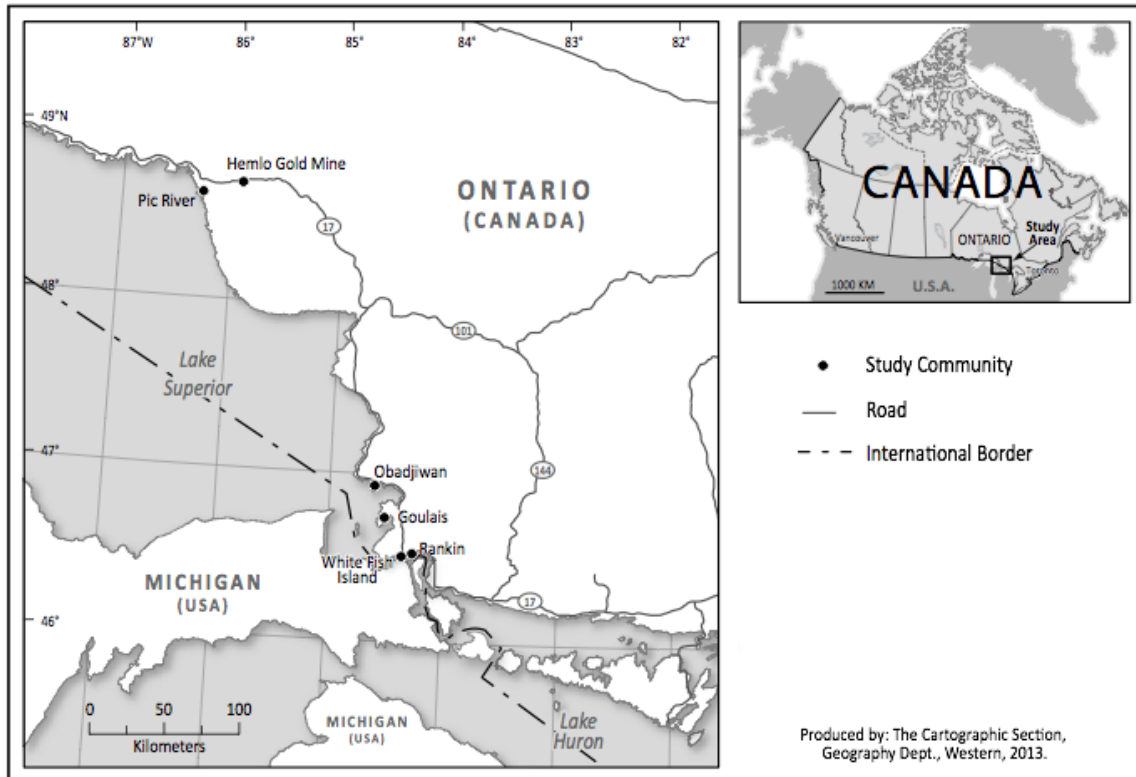 87°W 86° 85° 84° 83° 82°
49°N
Hemlo Gold Mine
Pic River
ONTARIO
(CANADA)
17
48°
101
Lake
Superior
47°
144
Obadjiwan
Goulais
Rankin
White Fish
Island
MICHIGAN
(USA)
17
46°
0 50 100
Kilometers
MICHIGAN
(USA)
Lake
Huron
CANADA
Vancouver
ONTARIO
Study
Area
Toronto
1000 KM
U.S.A.
Study Community
Road
International Border
Produced by: The Cartographic Section,
Geography Dept., Western, 2013.